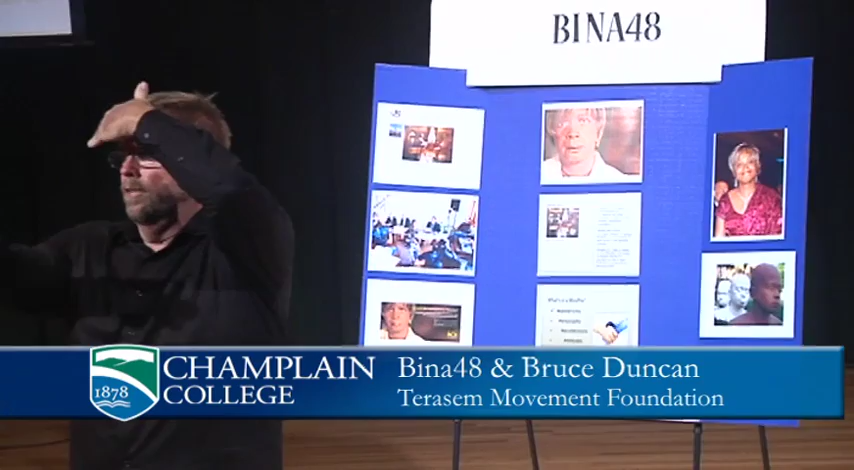 BINA48
CHAMPLAIN
COLLEGE
1878
Bina48 & Bruce Duncan
Terasem Movement Foundation